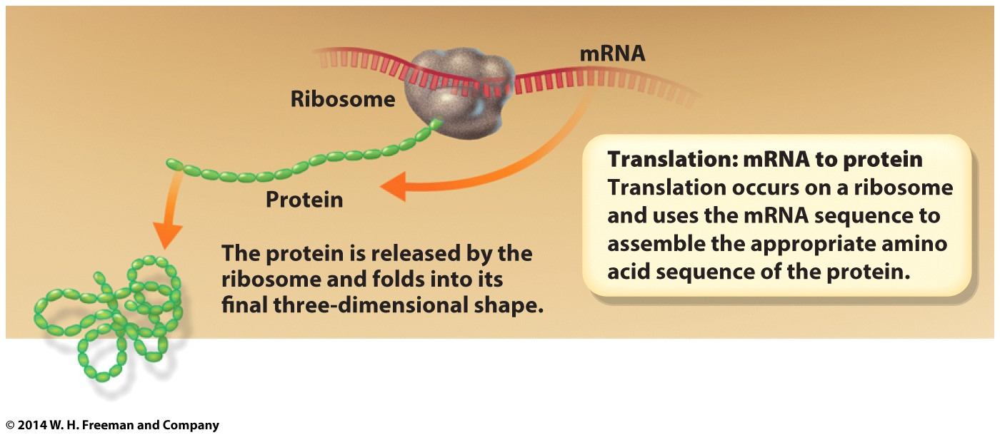 mRNA
Ribosome
Translation: mRNA to protein
Translation occurs on a ribosome
and uses the mRNA sequence to
assemble the appropriate amino
acid sequence of the protein.
Protein
The protein is released by the
ribosome and folds into its
final three-dimensional shape.
© 2014 W. H. Freeman and Company